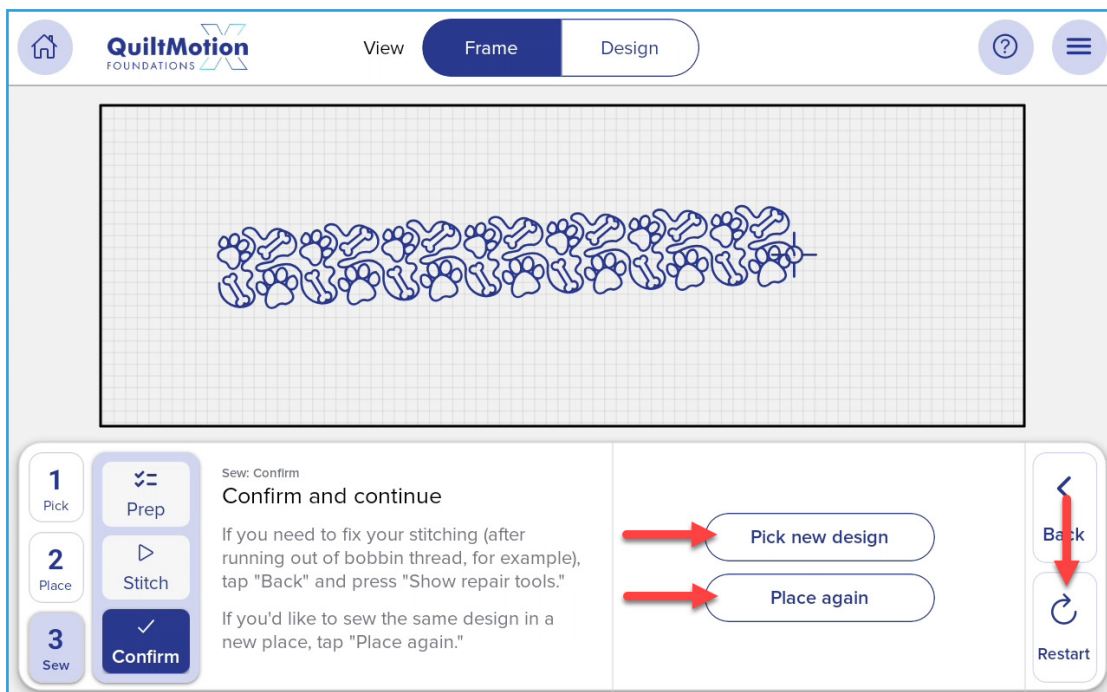 QuiltMotion
FOUNDATIONS
View
Frame
Design
?
1
Pick
2
Place
3
Sew
Prep
Stitch
Confirm
Sew: Confirm
Confirm and continue
If you need to fix your stitching (after
running out of bobbin thread, for example),
tap "Back" and press "Show repair tools."
If you'd like to sew the same design in a
new place, tap "Place again."
Pick new design
Place again
Back
Restart